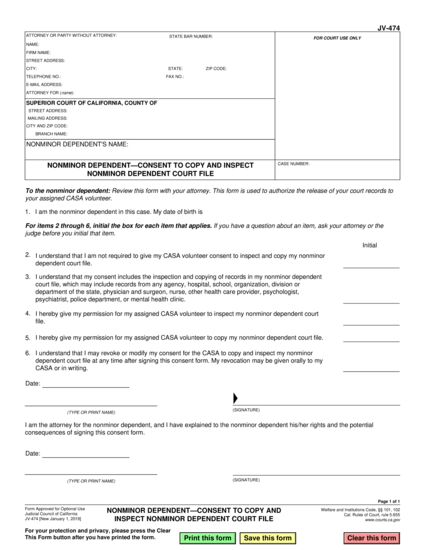 JV-474
ATTORNEY OR PARTY WITHOUT ATTORNEY: STATE BAR NUMBER:
FOR COURT USE ONLY
NAME:
FIRM NAME:
STREET ADDRESS:
CITY: STATE: ZIP CODE:
TELEPHONE NO.: FAX NO.:
E-MAIL ADDRESS:
ATTORNEY FOR (name):
SUPERIOR COURT OF CALIFORNIA, COUNTY OF
STREET ADDRESS:
MAILING ADDRESS:
CITY AND ZIP CODE:
BRANCH NAME:
NONMINOR DEPENDENT'S NAME:
NONMINOR DEPENDENT—CONSENT TO COPY AND INSPECT
NONMINOR DEPENDENT COURT FILE
CASE NUMBER:
To the nonminor dependent: Review this form with your attorney. This form is used to authorize the release of your court records to
your assigned CASA volunteer.
1. I am the nonminor dependent in this case. My date of birth is
For items 2 through 6, initial the box for each item that applies. If you have a question about an item, ask your attorney or the
judge before you initial that item.
Initial
2. I understand that I am not required to give my CASA volunteer consent to inspect and copy my nonminor
dependent court file.
3. I understand that my consent includes the inspection and copying of records in my nonminor dependent
court file, which may include records from any agency, hospital, school, organization, division or
department of the state, physician and surgeon, nurse, other health care provider, psychologist,
psychiatrist, police department, or mental health clinic.
4. I hereby give my permission for my assigned CASA volunteer to inspect my nonminor dependent court
file.
5. I hereby give my permission for my assigned CASA volunteer to copy my nonminor dependent court file.
6. I understand that I may revoke or modify my consent for the CASA to copy and inspect my nonminor
dependent court file at any time after signing this consent form. My revocation may be given orally to my
CASA or in writing.
Date:
(TYPE OR PRINT NAME) (SIGNATURE)
I am the attorney for the nonminor dependent, and I have explained to the nonminor dependent his/her rights and the potential
consequences of signing this consent form.
Date:
(TYPE OR PRINT NAME) (SIGNATURE)
Page 1 of 1
Form Approved for Optional Use
Judicial Council of California
JV-474 [New January 1, 2019]
NONMINOR DEPENDENT—CONSENT TO COPY AND
INSPECT NONMINOR DEPENDENT COURT FILE
Welfare and Institutions Code, §§ 101, 102
Cal. Rules of Court, rule 5.655
www.courts.ca.gov
For your protection and privacy, please press the Clear
This Form button after you have printed the form.
Print this form Save this form Clear this form